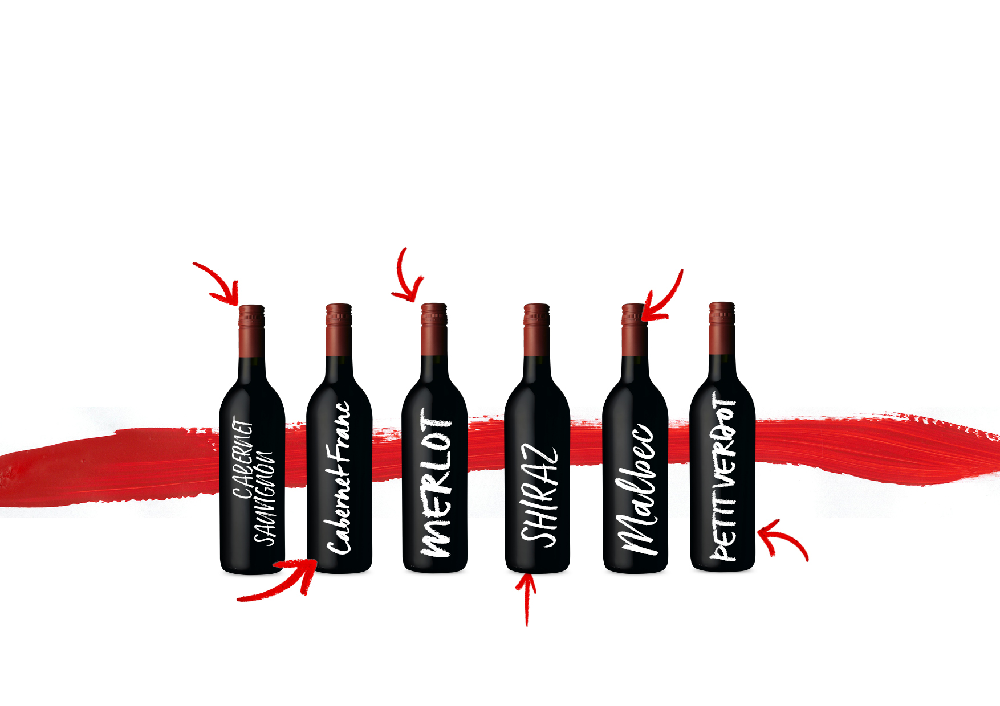 CABERNET
SAUVIGNON
Cabernet Franc
MERLOT
SHIRAZ
Malbec
PETIT VERDOT